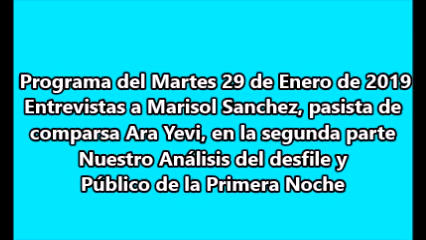 Programa del Martes 29 de Enero de 2019
Entrevistas a Marisol Sanchez, pasista de
comparsa Ara Yevi, en la segunda parte
Nuestro Análisis del desfile y
Público de la Primera Noche